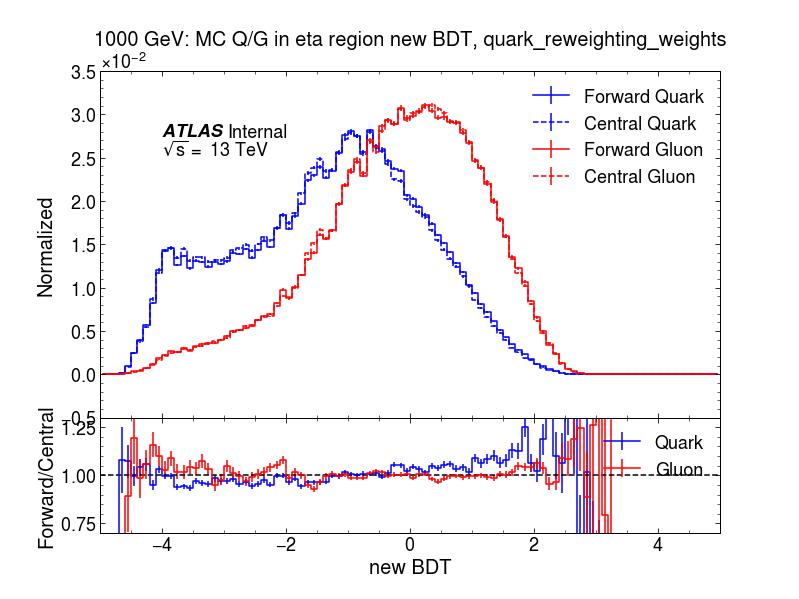 1000 GeV: MC Q/G in eta region new BDT, quark_reweighting_weights
×10⁻²
3.5
3.0
2.5
2.0
1.5
1.0
0.5
0.0
0.5
Normalized
ATLAS Internal
√s = 13 TeV
Forward Quark
Central Quark
Forward Gluon
Central Gluon
1.25
1.00
0.75
Forward/Central
Quark
Gluon
−4
−2
0
2
4
new BDT